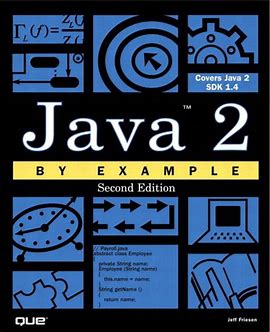 Covers Java 2
SDK 1.4
Java™ 2
BY EXAMPLE
Second Edition
// Payroll.java
abstract class Employee
{
private String name;
Employee (String name)
{
this.name = name;
}
String getName ()
{
return name;
}
QUE®
Jeff Friesen